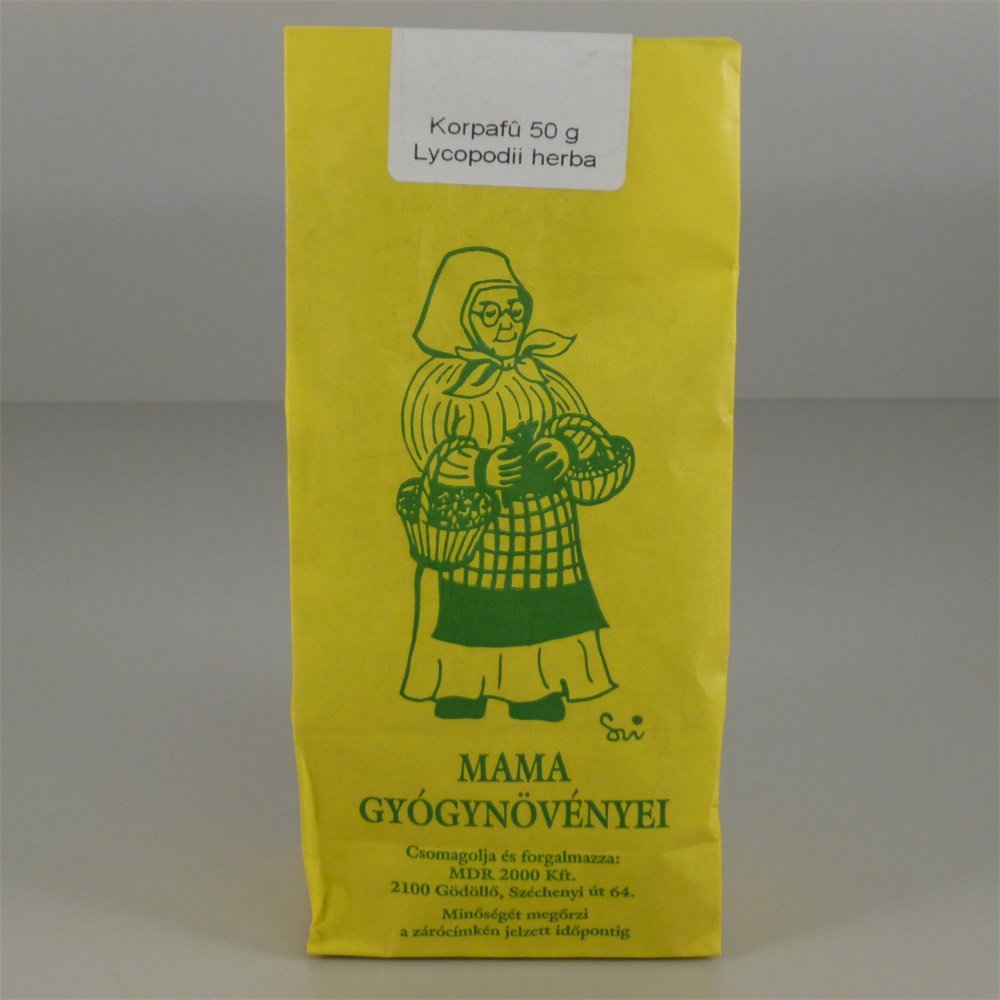 Korpafû 50 g
Lycopodii herba
Svi
MAMA
GYÓGYNÖVÉNYEI
Csomagolja és forgalmazza:
MDR 2000 Kft.
2100 Gödöllő, Széchenyi út 64.
Minőségét megőrzi
a zárócímkén jelzett időpontig